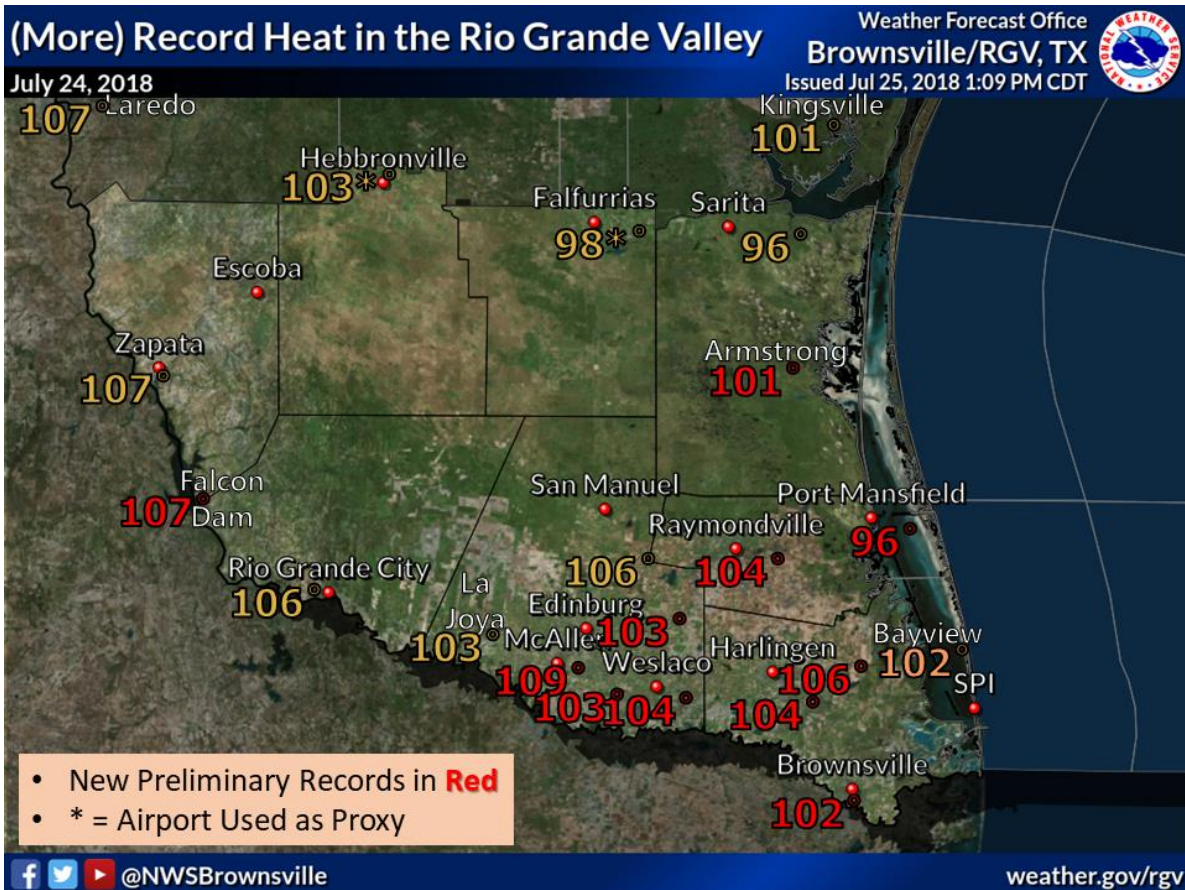 (More) Record Heat in the Rio Grande Valley
Weather Forecast Office
Brownsville/RGV, TX
July 24, 2018
Issued Jul 25, 2018 1:09 PM CDT
NATIONAL WEATHER SERVICE
Laredo
107°
Kingsville
101°
Hebbronville
103*°
Falfurrias
98*°
Sarita
96°
Escoba
Zapata
107°
Armstrong
101°
Falcon
107°
Dam
San Manuel
106°
Port Mansfield
96°
Raymondville
104°
Rio Grande City
106°
La
Joya
103°
Edinburg
103°
McAllen
109°
103°
Weslaco
104°
Harlingen
106°
104°
Bayview
102°
SPI
Brownsville
102°
• New Preliminary Records in Red
• * = Airport Used as Proxy
@NWSBrownsville
weather.gov/rgv